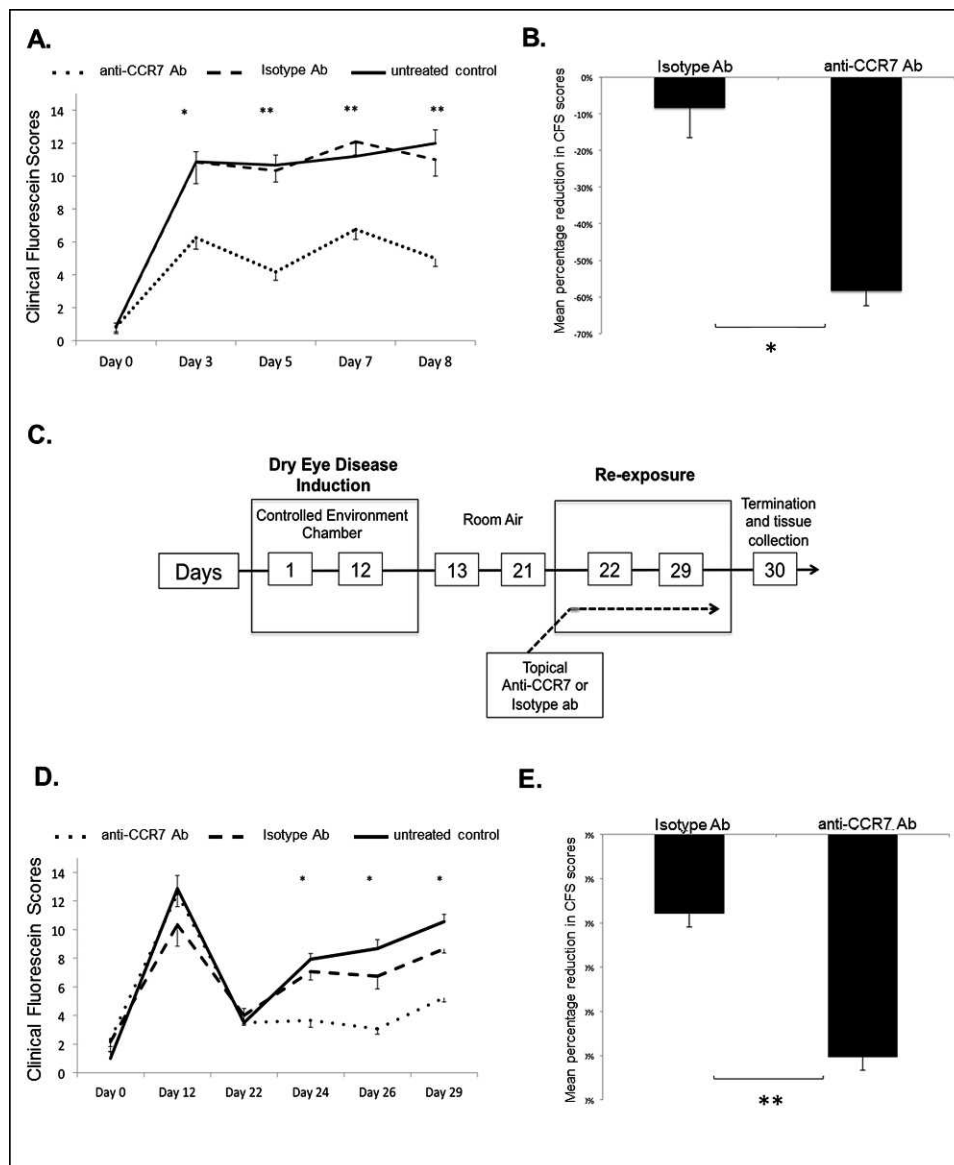 A.
anti-CCR7 Ab Isotype Ab untreated control
Clinical Fluorescein Scores
14
12
10
8
6
4
2
0
* ** ** **
Day 0 Day 3 Day 5 Day 7 Day 8
B.
Isotype Ab anti-CCR7 Ab
Mean percentage reduction in CFS scores
0%
-10%
-20%
-30%
-40%
-50%
-60%
-70%
*
C.
Dry Eye Disease
Induction
Controlled Environment
Chamber
Room Air
Re-exposure
Termination
and tissue
collection
Days 1 12 13 21 22 29 30
Topical
Anti-CCR7 or
Isotype ab
D.
anti-CCR7 Ab Isotype Ab untreated control
Clinical Fluorescein Scores
14
12
10
8
6
4
2
0
* * *
Day 0 Day 12 Day 22 Day 24 Day 26 Day 29
E.
Isotype Ab anti-CCR7 Ab
Mean percentage reduction in CFS scores
**